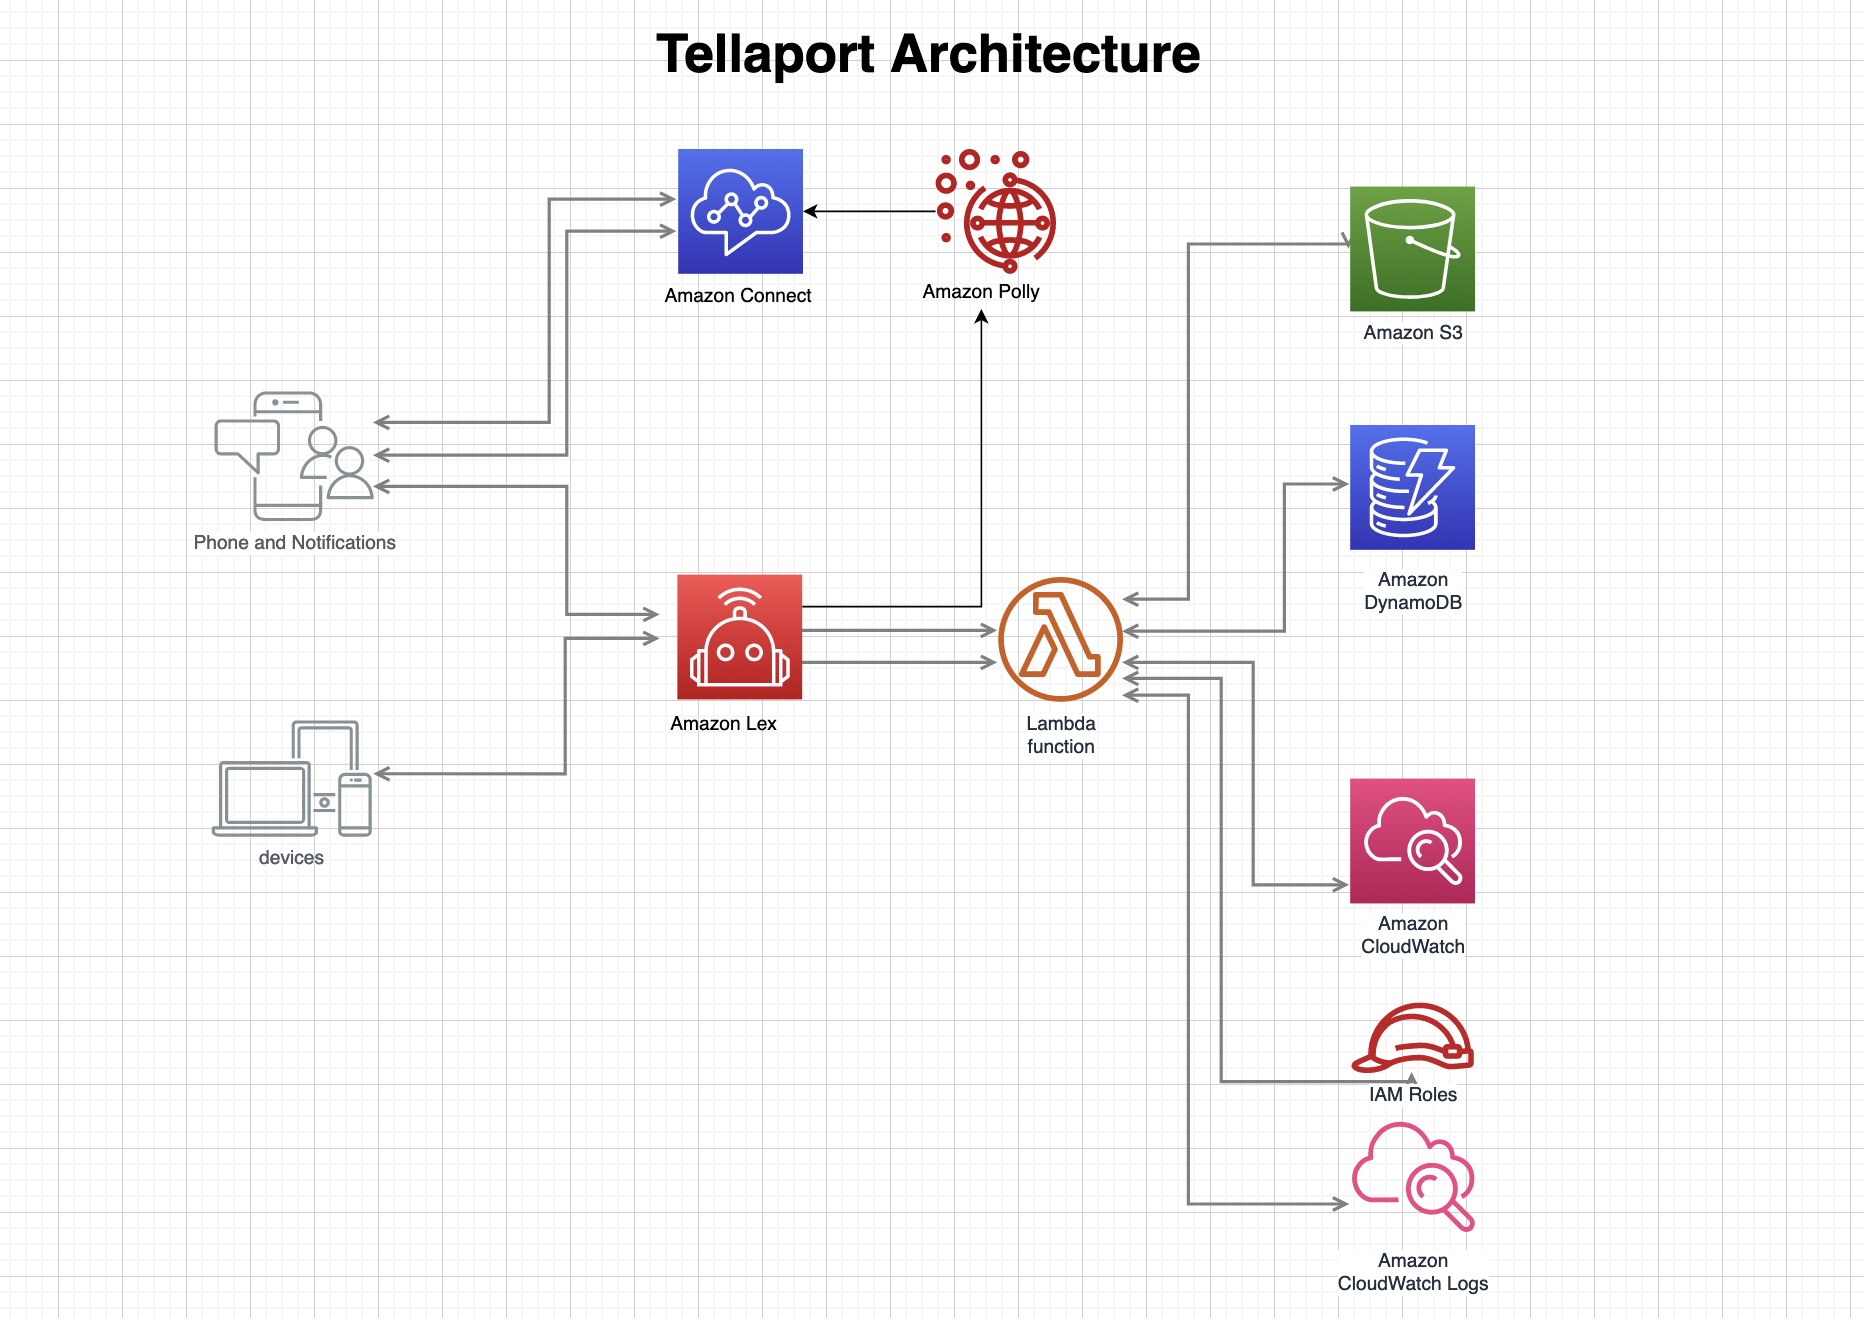 Tellaport Architecture
Amazon Connect
Amazon Polly
Amazon S3
Phone and Notifications
Amazon
DynamoDB
Amazon Lex
Lambda
function
devices
Amazon
CloudWatch
IAM Roles
Amazon
CloudWatch Logs